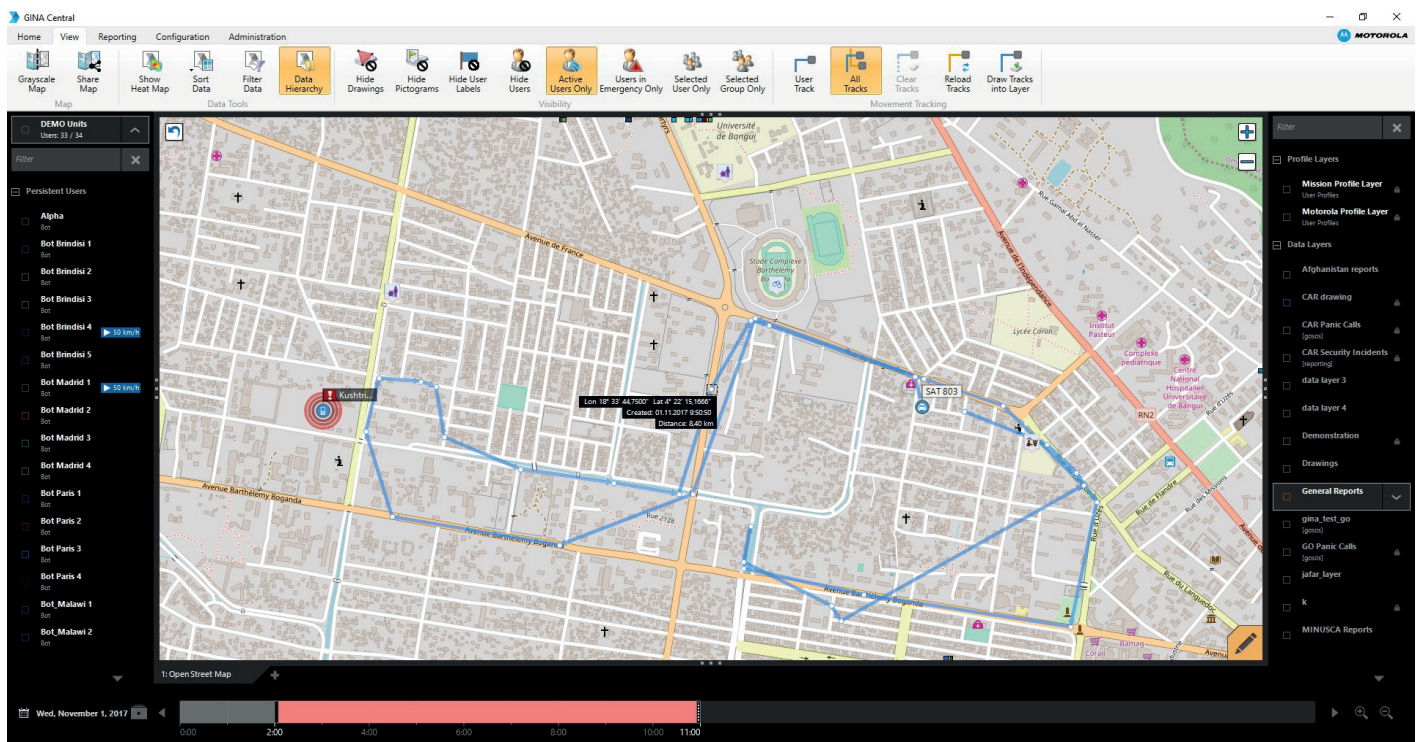 GINA Central
Home View Reporting Configuration Administration
MOTOROLA
Grayscale Map
Share Map
Show Heat Map
Sort Data
Filter Data
Data Hierarchy
Hide Drawings
Hide Pictograms
Hide User Labels
Hide Users
Active Users Only
Users in Emergency Only
Selected User Only
Selected Group Only
User Track
All Tracks
Clear Tracks
Reload Tracks
Draw Tracks into Layer
Map
Data Tools
Visibility
Movement Tracking
DEMO Units
Users: 33 / 34
Filter
Persistent Users
Alpha
Bot
Bot Brindisi 1
Bot
Bot Brindisi 2
Bot
Bot Brindisi 3
Bot
Bot Brindisi 4
50 km/h
Bot
Bot Brindisi 5
Bot
Bot Madrid 1
50 km/h
Bot
Bot Madrid 2
Bot
Bot Madrid 3
Bot
Bot Madrid 4
Bot
Bot Paris 1
Bot
Bot Paris 2
Bot
Bot Paris 3
Bot
Bot Paris 4
Bot
Bot_Malawi 1
Bot
Bot_Malawi 2
Bot
Université
de Bangui
Avenue de France
Stade Complexe
Barthelemy
Rue Gamal Abd el Nasser
Avenue de l'Indépendance
Lycée Caron
Institut
Pasteur
Complexe
pédiatrique
Centre
National
Hospitalier
Universitaire
de Bangui
RN2
Rue d'Uzès
SAT 803
Kushtri...
Lon 18° 33' 44,7500" Lat 4° 22' 15,1666"
Created: 01.11.2017 9:50:50
Distance: 8,40 km
Avenue Barthélemy Boganda
Rue 2128
Avenue Barthélemy Boganda
Rue de Flandre
Rue des Missions
Rue d'Uzès
Rue du Languedoc
Corail
Bamag
Avenu
Filter
Profile Layers
Mission Profile Layer
User Profiles
Motorola Profile Layer
User Profiles
Data Layers
Afghanistan reports
CAR drawing
CAR Panic Calls
[gosos]
CAR Security Incidents
[reporting]
data layer 3
data layer 4
Demonstration
Drawings
General Reports
gina_test_go
[gosos]
GO Panic Calls
[gosos]
jafar_layer
k
MINUSCA Reports
1: Open Street Map
Wed, November 1, 2017
0:00 2:00 4:00 6:00 8:00 10:00 11:00